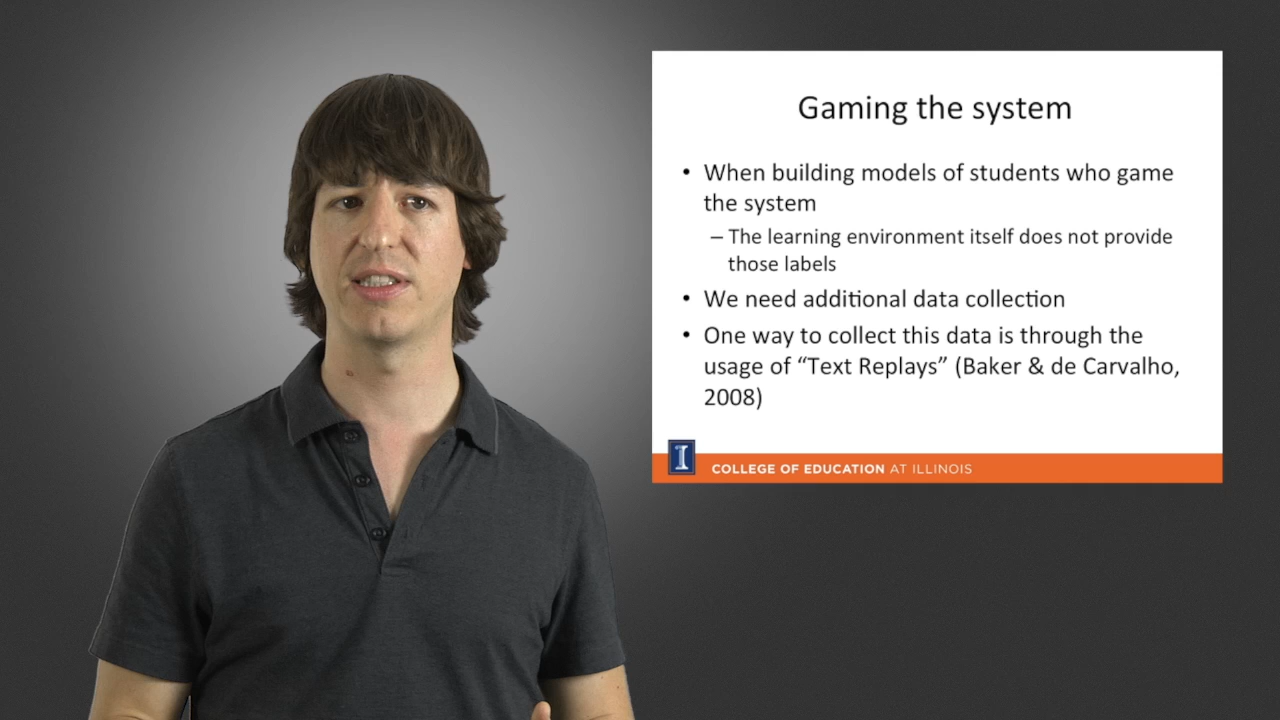 Gaming the system
• When building models of students who game
the system
– The learning environment itself does not provide
those labels
• We need additional data collection
• One way to collect this data is through the
usage of “Text Replays” (Baker & de Carvalho,
2008)
I
COLLEGE OF EDUCATION AT ILLINOIS